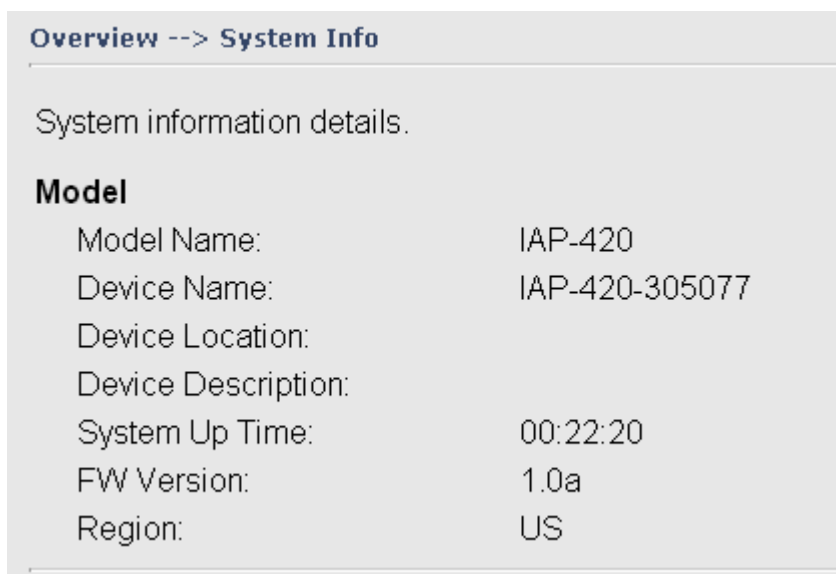 Overview --> System Info
System information details.
Model
Model Name: IAP-420
Device Name: IAP-420-305077
Device Location:
Device Description:
System Up Time: 00:22:20
FW Version: 1.0a
Region: US